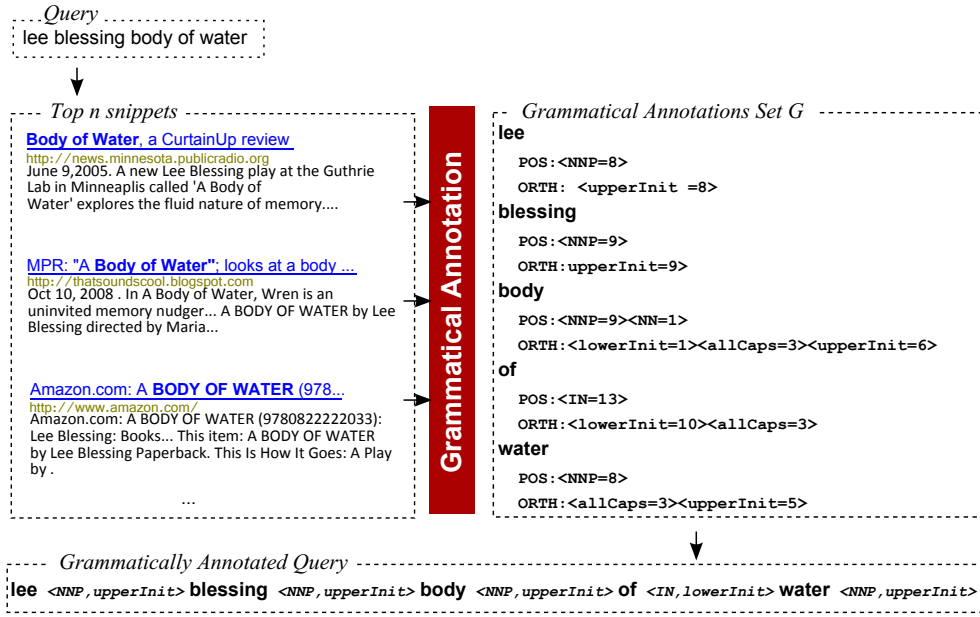 Query
lee blessing body of water
Top n snippets
Body of Water, a CurtainUp review
http://news.minnesota.publicradio.org
June 9,2005. A new Lee Blessing play at the Guthrie
Lab in Minneaplis called 'A Body of
Water' explores the fluid nature of memory....
MPR: "A Body of Water"; looks at a body ...
http://thatsoundscool.blogspot.com
Oct 10, 2008 . In A Body of Water, Wren is an
uninvited memory nudger... A BODY OF WATER by Lee
Blessing directed by Maria...
Amazon.com: A BODY OF WATER (978...
http://www.amazon.com/
Amazon.com: A BODY OF WATER (9780822222033):
Lee Blessing: Books... This item: A BODY OF WATER
by Lee Blessing Paperback. This Is How It Goes: A Play
by .
...
Grammatical Annotation
Grammatical Annotations Set G
lee
POS:<NNP=8>
ORTH: <upperInit =8>
blessing
POS:<NNP=9>
ORTH:upperInit=9>
body
POS:<NNP=9><NN=1>
ORTH:<lowerInit=1><allCaps=3><upperInit=6>
of
POS:<IN=13>
ORTH:<lowerInit=10><allCaps=3>
water
POS:<NNP=8>
ORTH:<allCaps=3><upperInit=5>
Grammatically Annotated Query
lee <NNP,upperInit> blessing <NNP,upperInit> body <NNP,upperInit> of <IN,lowerInit> water <NNP,upperInit>